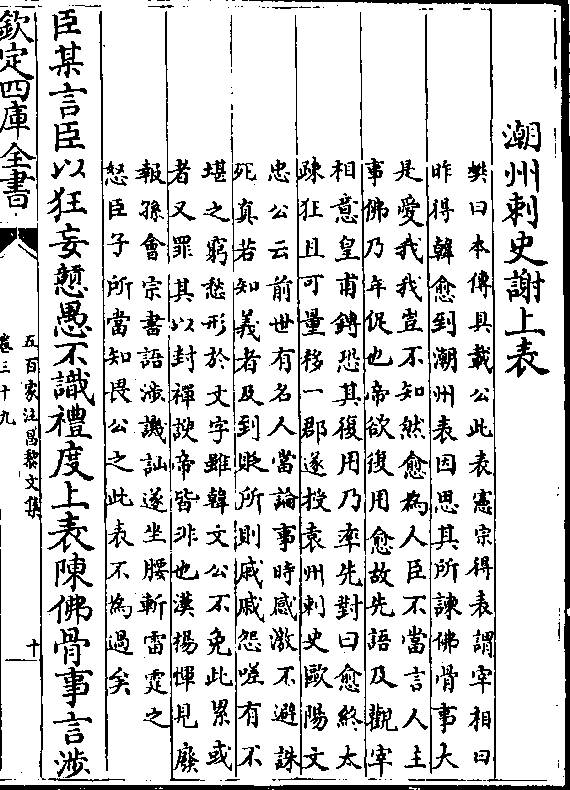 潮州刺史謝上表
樊曰本傳具載公此表憲宗得表謂宰相曰
昨得韓愈到潮州表因思其所諫佛骨事大
是愛我我豈不知然愈為人臣不當言人主
事佛乃年促也帝欲復用愈故先語及觀宰
相意皇甫鏄恐其復用乃率先對曰愈終太
疎狂且可量移一郡遂授袁州刺史歐陽文
忠公云前世有名人當論事時感激不避誅
死真若知義者及到貶所則戚戚怨嗟有不
堪之窮愁形於文字雖韓文公不免此累或
者又罪其以封禪諛帝皆非也漢楊惲見廢
報孫會宗書語涉譏訕遂坐腰斬雷霆之
怒臣子所當知畏公之此表不為過矣
臣某言臣以狂妄戇愚不識禮度上表陳佛骨事言涉
欽定四庫全書
五百家注昌黎文集
卷三十九
十